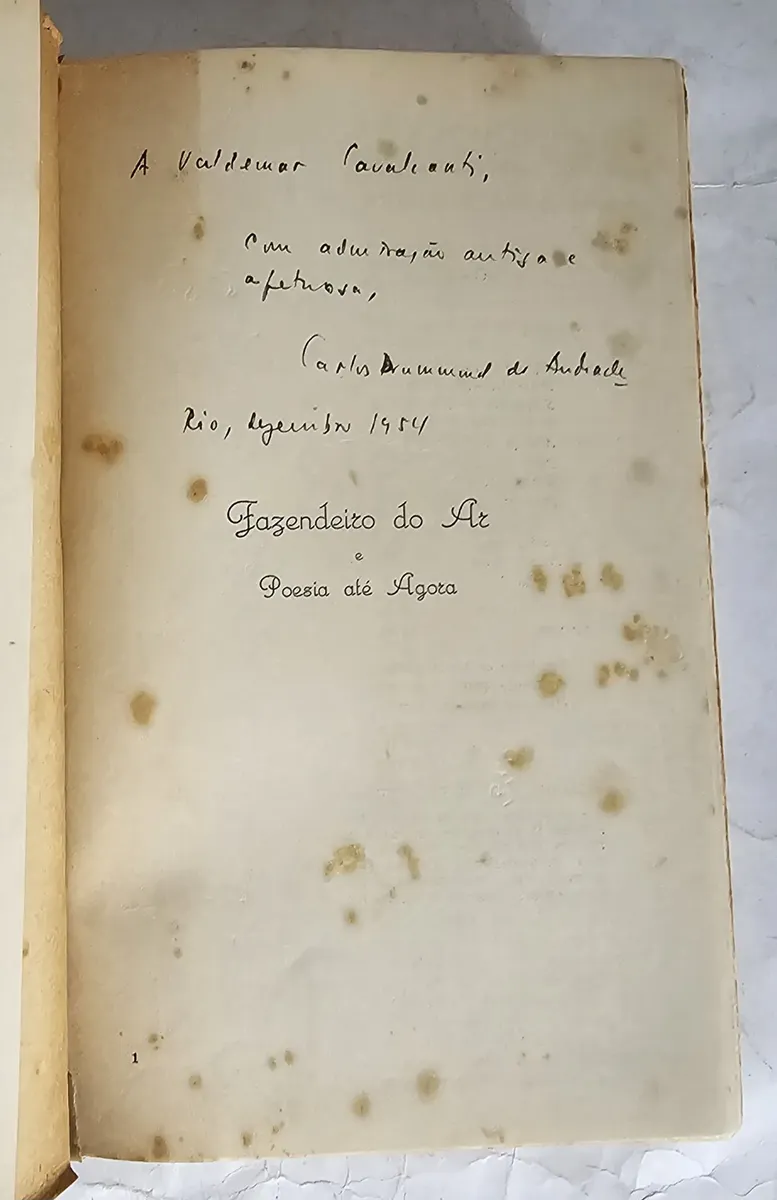 A Valdemar Cavalcanti,
Com admiração antiga e
afetuosa,
Carlos Drummond de Andrade
Rio, dezembro 1954
Fazendeiro do Ar
e
Poesia até Agora
1